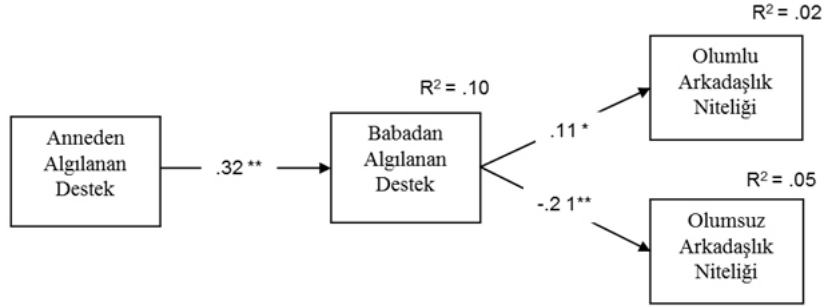 Anneden
Algılanan
Destek
.32 **
R² = .10
Babadan
Algılanan
Destek
.11 *
-.2 1**
R² = .02
Olumlu
Arkadaşlık
Niteliği
R² = .05
Olumsuz
Arkadaşlık
Niteliği